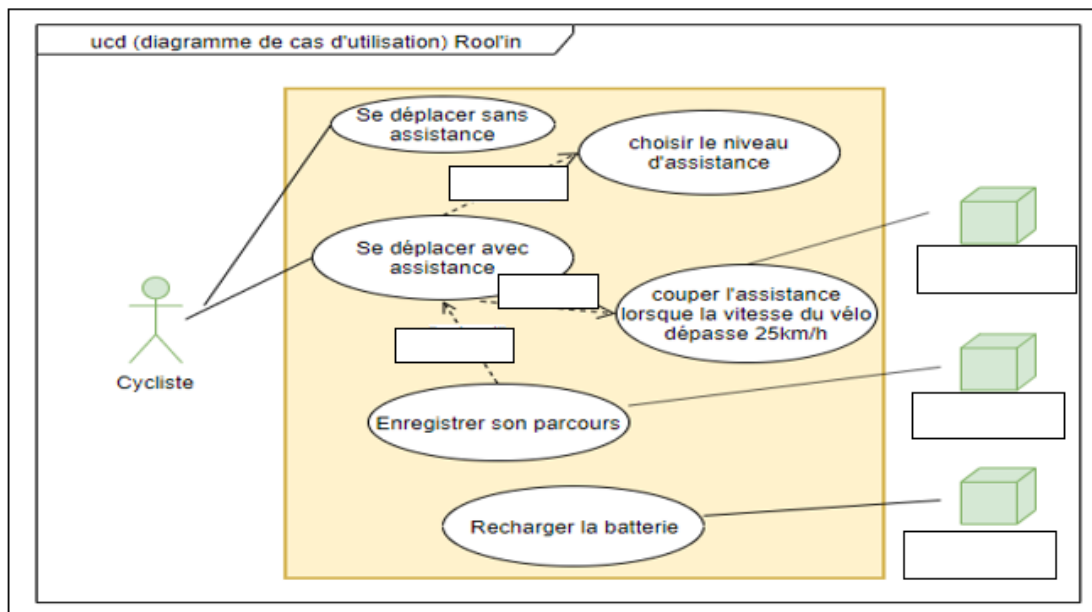 ucd (diagramme de cas d'utilisation) Rool'in
Se déplacer sans
assistance
choisir le niveau
d'assistance
Se déplacer avec
assistance
couper l'assistance
lorsque la vitesse du vélo
dépasse 25km/h
Cycliste
Enregistrer son parcours
Recharger la batterie